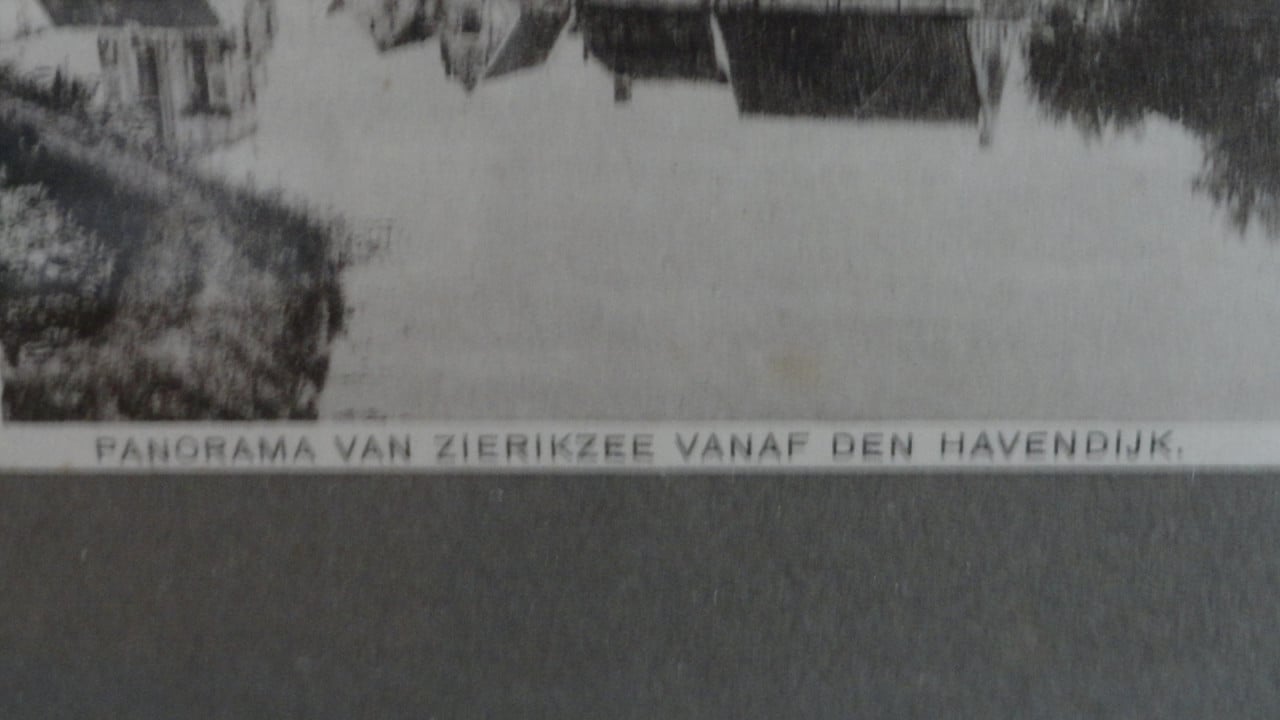 PANORAMA VAN ZIERIKZEE VANAF DEN HAVENDIJK.